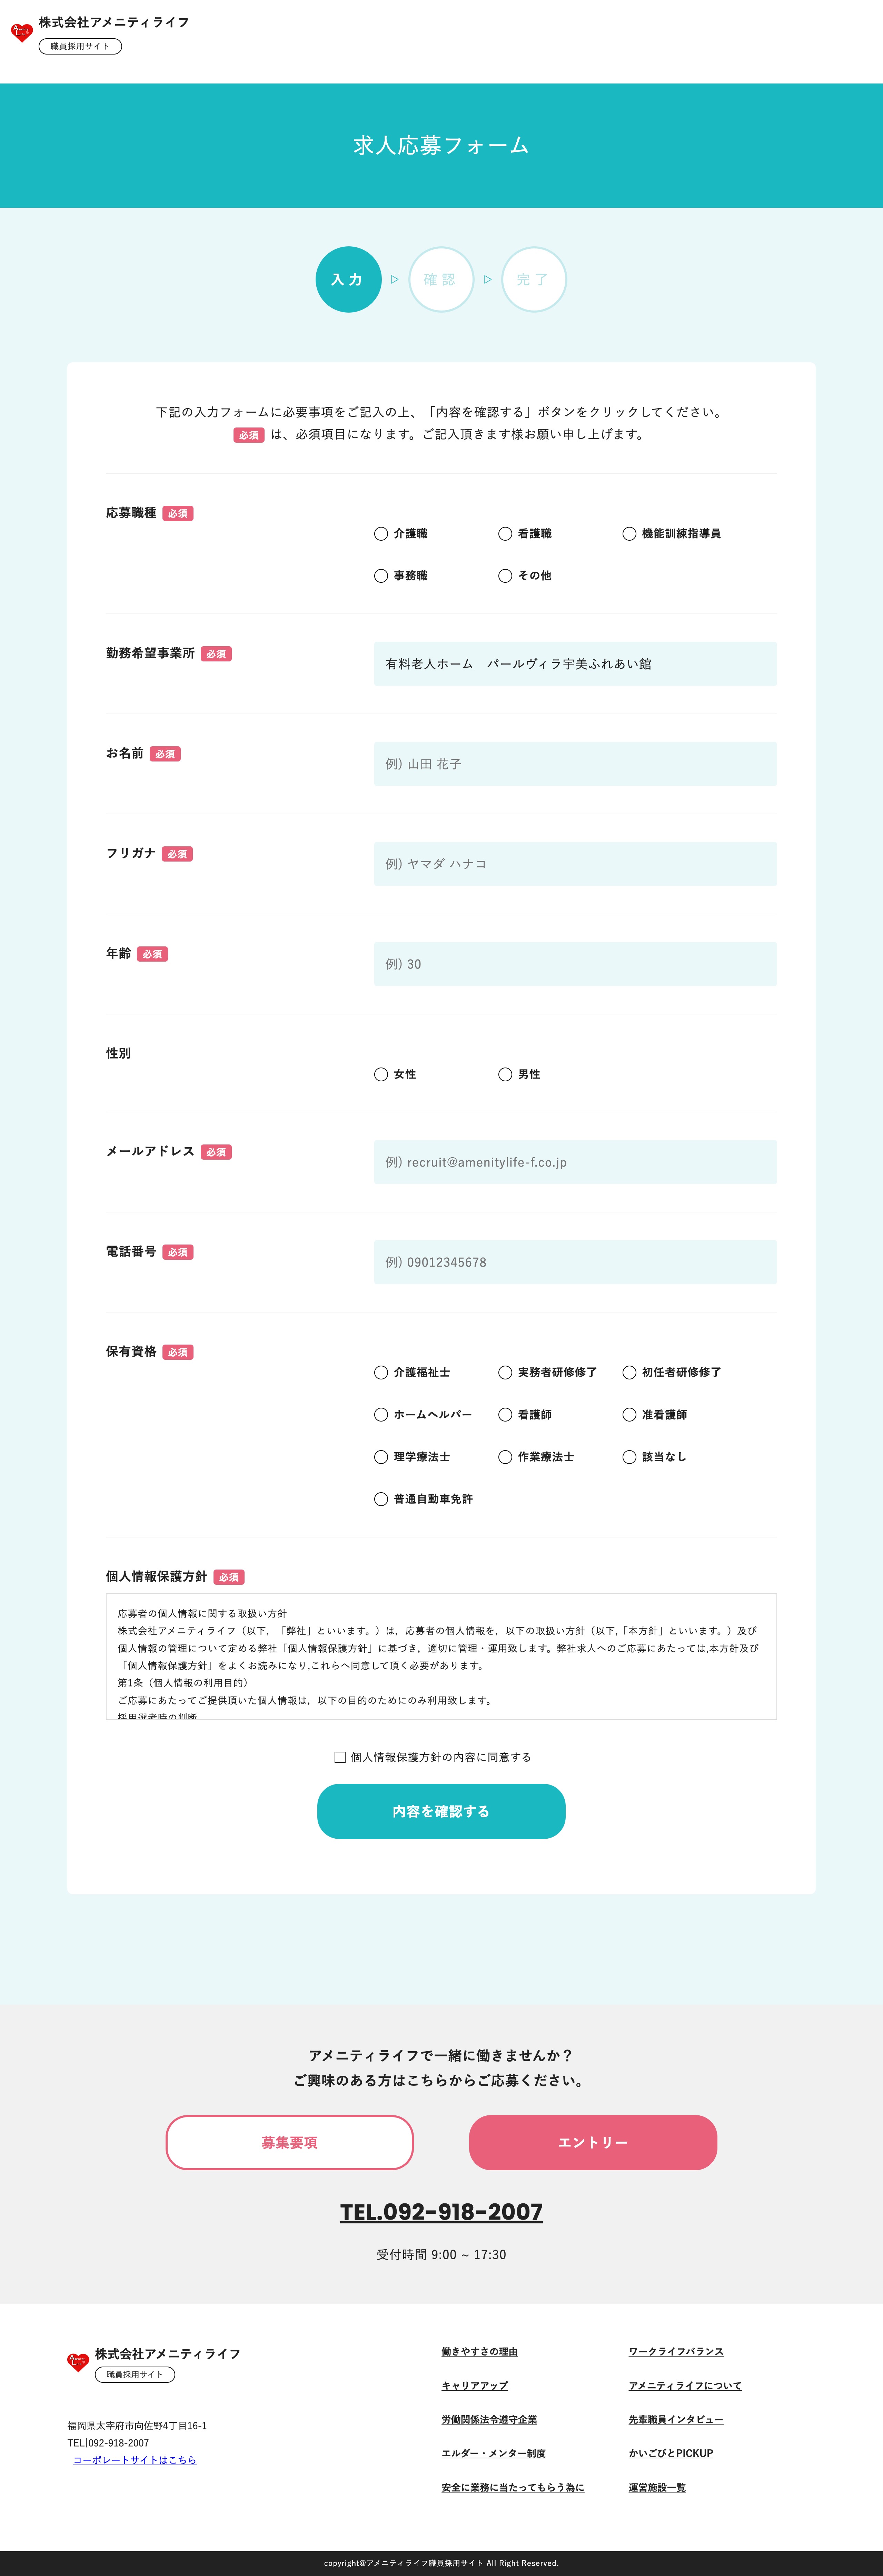 株式会社アメニティライフ
職員採用サイト
求人応募フォーム
入力
確認
完了
下記の入力フォームに必要事項をご記入の上、「内容を確認する」ボタンをクリックしてください。
必須 は、必須項目になります。ご記入頂きます様お願い申し上げます。
応募職種 必須
介護職 看護職 機能訓練指導員
事務職 その他
勤務希望事業所 必須
有料老人ホーム　パールヴィラ宇美ふれあい館
お名前 必須
例) 山田 花子
フリガナ 必須
例) ヤマダ ハナコ
年齢 必須
例) 30
性別
女性 男性
メールアドレス 必須
例) recruit@amenitylife-f.co.jp
電話番号 必須
例) 09012345678
保有資格 必須
介護福祉士 実務者研修修了 初任者研修修了
ホームヘルパー 看護師 准看護師
理学療法士 作業療法士 該当なし
普通自動車免許
個人情報保護方針 必須
応募者の個人情報に関する取扱い方針
株式会社アメニティライフ（以下，「弊社」といいます。）は，応募者の個人情報を，以下の取扱い方針（以下,「本方針」といいます。）及び
個人情報の管理について定める弊社「個人情報保護方針」に基づき，適切に管理・運用致します。弊社求人へのご応募にあたっては,本方針及び
「個人情報保護方針」をよくお読みになり,これらへ同意して頂く必要があります。
第1条（個人情報の利用目的）
ご応募にあたってご提供頂いた個人情報は，以下の目的のためにのみ利用致します。
採用選考時の判断
個人情報保護方針の内容に同意する
内容を確認する
アメニティライフで一緒に働きませんか？
ご興味のある方はこちらからご応募ください。
募集要項
エントリー
TEL.092-918-2007
受付時間 9:00 ~ 17:30
株式会社アメニティライフ
職員採用サイト
福岡県太宰府市向佐野4丁目16-1
TEL|092-918-2007
コーポレートサイトはこちら
働きやすさの理由
キャリアアップ
労働関係法令遵守企業
エルダー・メンター制度
安全に業務に当たってもらう為に
ワークライフバランス
アメニティライフについて
先輩職員インタビュー
かいごびとPICKUP
運営施設一覧
copyright@アメニティライフ職員採用サイト All Right Reserved.